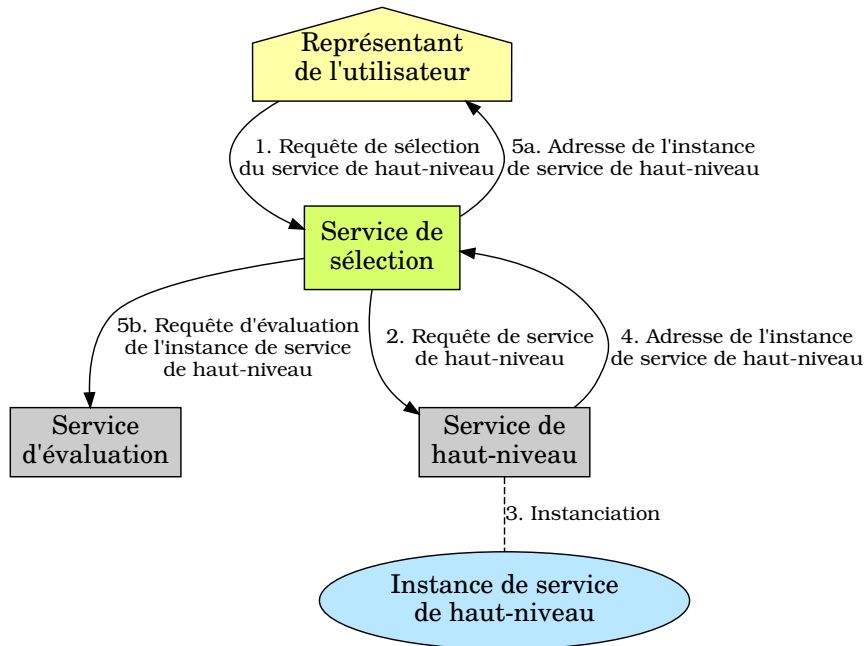 Représentant
de l'utilisateur
1. Requête de sélection
du service de haut-niveau
5a. Adresse de l'instance
de service de haut-niveau
Service de
sélection
5b. Requête d'évaluation
de l'instance de service
de haut-niveau
2. Requête de service
de haut-niveau
4. Adresse de l'instance
de service de haut-niveau
Service
d'évaluation
Service de
haut-niveau
3. Instanciation
Instance de service
de haut-niveau